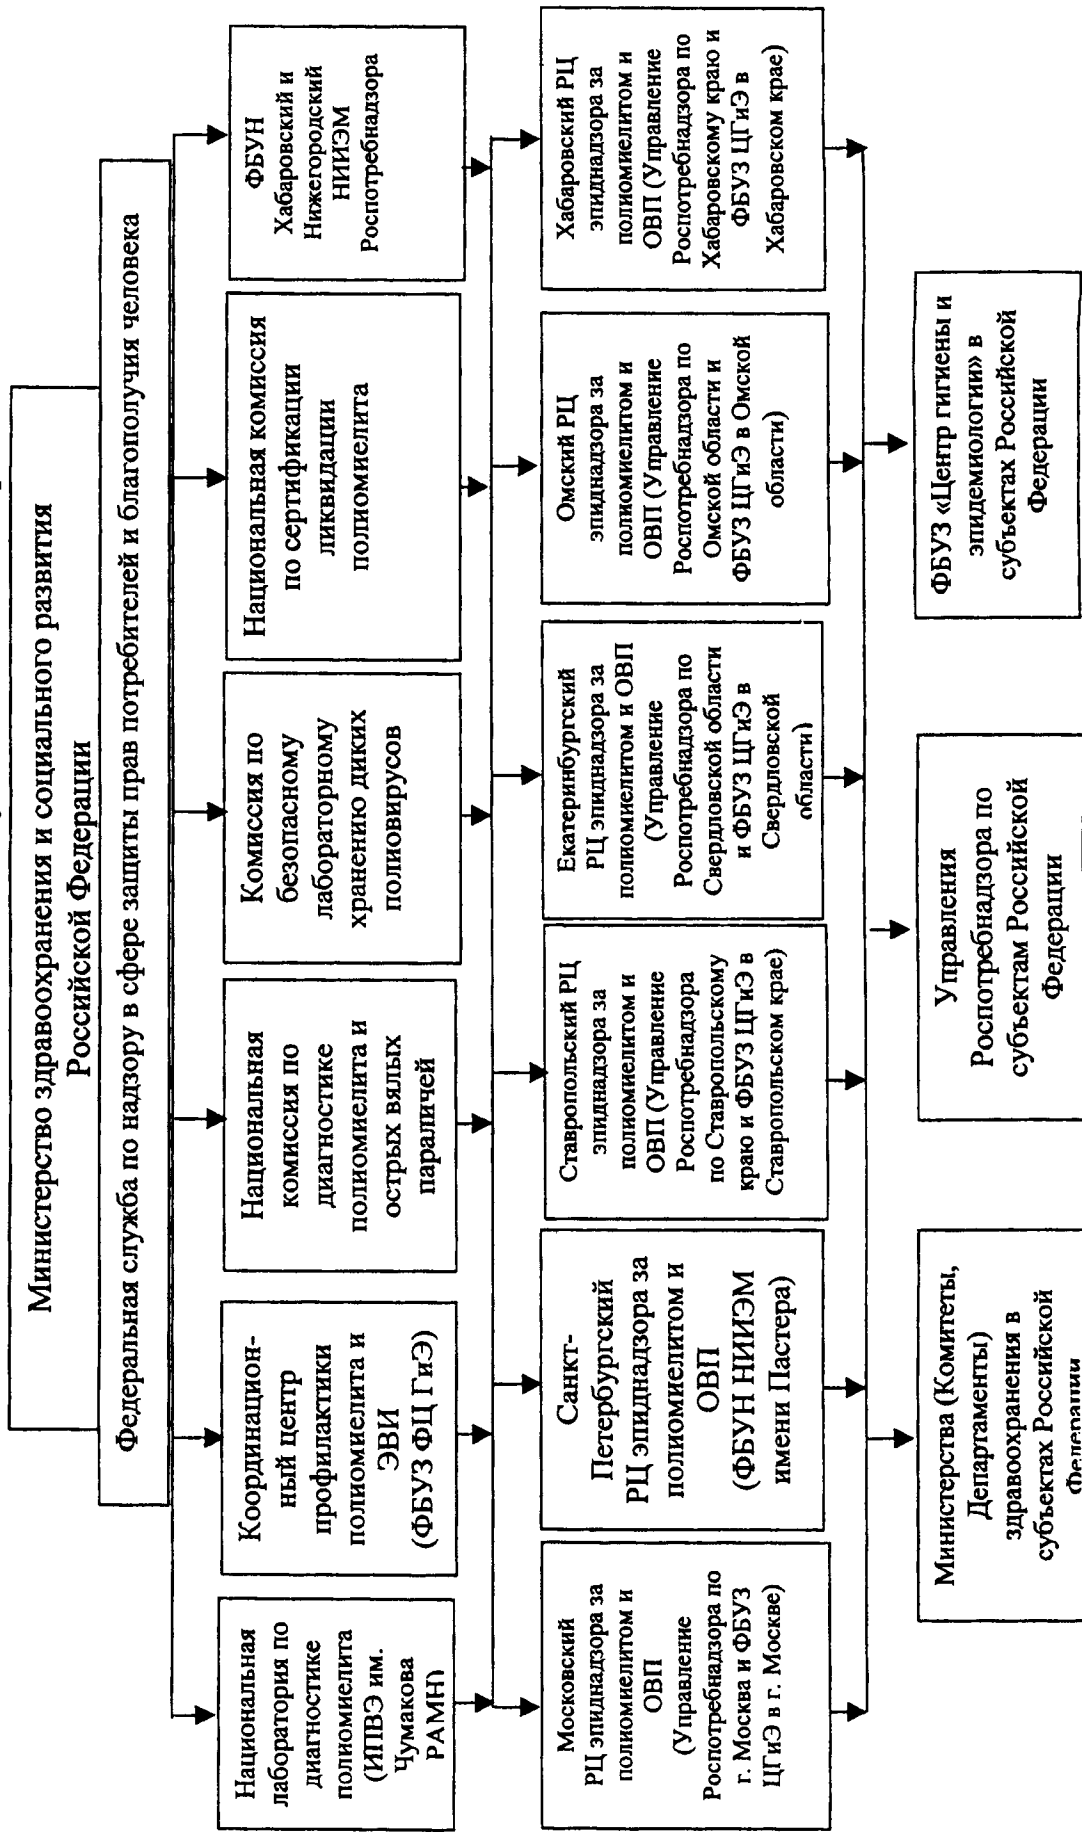 Министерство здравоохранения и социального развития
Российской Федерации
Федеральная служба по надзору в сфере защиты прав потребителей и благополучия человека
Национальная
лаборатория по
диагностике
полиомиелита
(ИПВЭ им.
Чумакова
РАМН)
Координацион-
ный центр
профилактики
полиомиелита и
ЭВИ
(ФБУЗ ФЦ ГиЭ)
Национальная
комиссия по
диагностике
полиомиелита и
острых вялых
параличей
Комиссия по
безопасному
лабораторному
хранению диких
полиовирусов
Национальная комиссия
по сертификации
ликвидации
полиомиелита
ФБУН
Хабаровский и
Нижегородский
НИИЭМ
Роспотребнадзора
Московский
РЦ эпиднадзора за
полиомиелитом и
ОВП
(Управление
Роспотребнадзора по
г. Москва и ФБУЗ
ЦГиЭ в г. Москве)
Санкт-
Петербургский
РЦ эпиднадзора за
полиомиелитом и
ОВП
(ФБУН НИИЭМ
имени Пастера)
Ставропольский РЦ
эпиднадзора за
полиомиелитом и
ОВП (Управление
Роспотребнадзора
по Ставропольскому
краю и ФБУЗ ЦГиЭ в
Ставропольском крае)
Екатеринбургский
РЦ эпиднадзора за
полиомиелитом и ОВП
(Управление
Роспотребнадзора по
Свердловской области
и ФБУЗ ЦГиЭ в
Свердловской
области)
Омский РЦ
эпиднадзора за
полиомиелитом и
ОВП (Управление
Роспотребнадзора по
Омской области и
ФБУЗ ЦГиЭ в Омской
области)
Хабаровский РЦ
эпиднадзора за
полиомиелитом и
ОВП (Управление
Роспотребнадзора по
Хабаровскому краю и
ФБУЗ ЦГиЭ в
Хабаровском крае)
Министерства (Комитеты,
Департаменты)
здравоохранения в
субъектах Российской
Федерации
Управления
Роспотребнадзора по
субъектам Российской
Федерации
ФБУЗ «Центр гигиены и
эпидемиологии» в
субъектах Российской
Федерации